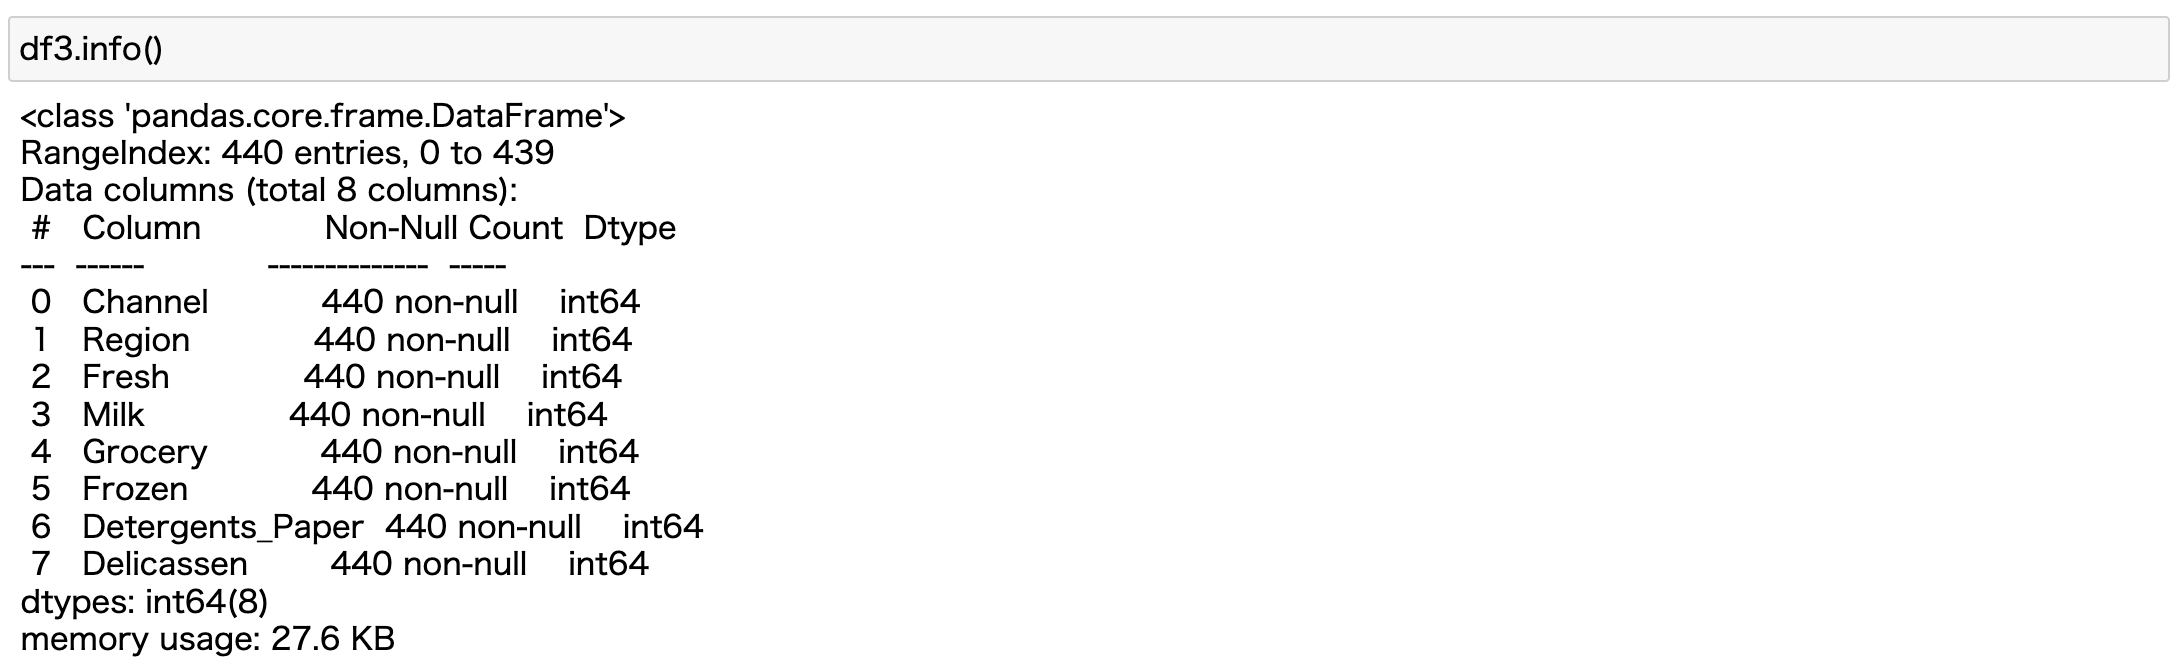 df3.info()
<class 'pandas.core.frame.DataFrame'>
RangeIndex: 440 entries, 0 to 439
Data columns (total 8 columns):
 #   Column            Non-Null Count  Dtype
---  ------            --------------  -----
 0   Channel           440 non-null    int64
 1   Region            440 non-null    int64
 2   Fresh             440 non-null    int64
 3   Milk              440 non-null    int64
 4   Grocery           440 non-null    int64
 5   Frozen            440 non-null    int64
 6   Detergents_Paper  440 non-null    int64
 7   Delicassen        440 non-null    int64
dtypes: int64(8)
memory usage: 27.6 KB